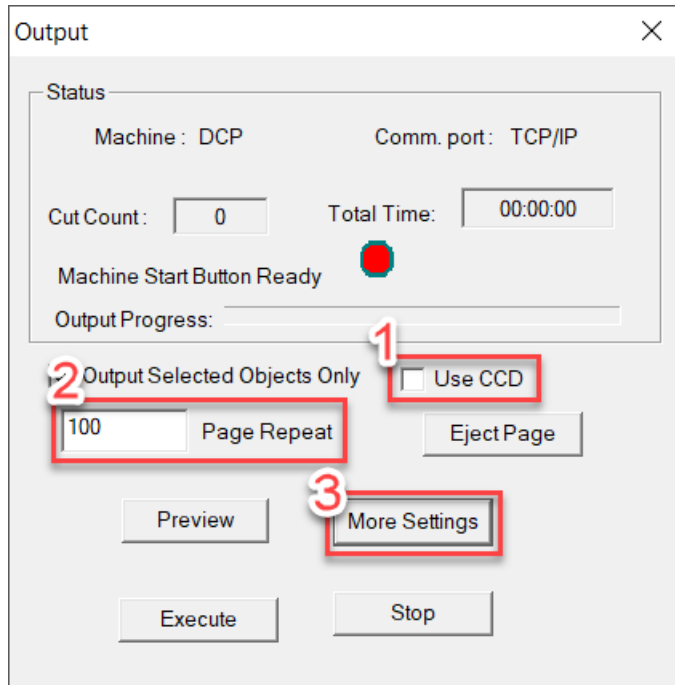 Output
Status
Machine : DCP Comm. port : TCP/IP
Cut Count : 0 Total Time: 00:00:00
Machine Start Button Ready
Output Progress:
1
2 Output Selected Objects Only Use CCD
100 Page Repeat Eject Page
3
Preview More Settings
Execute Stop